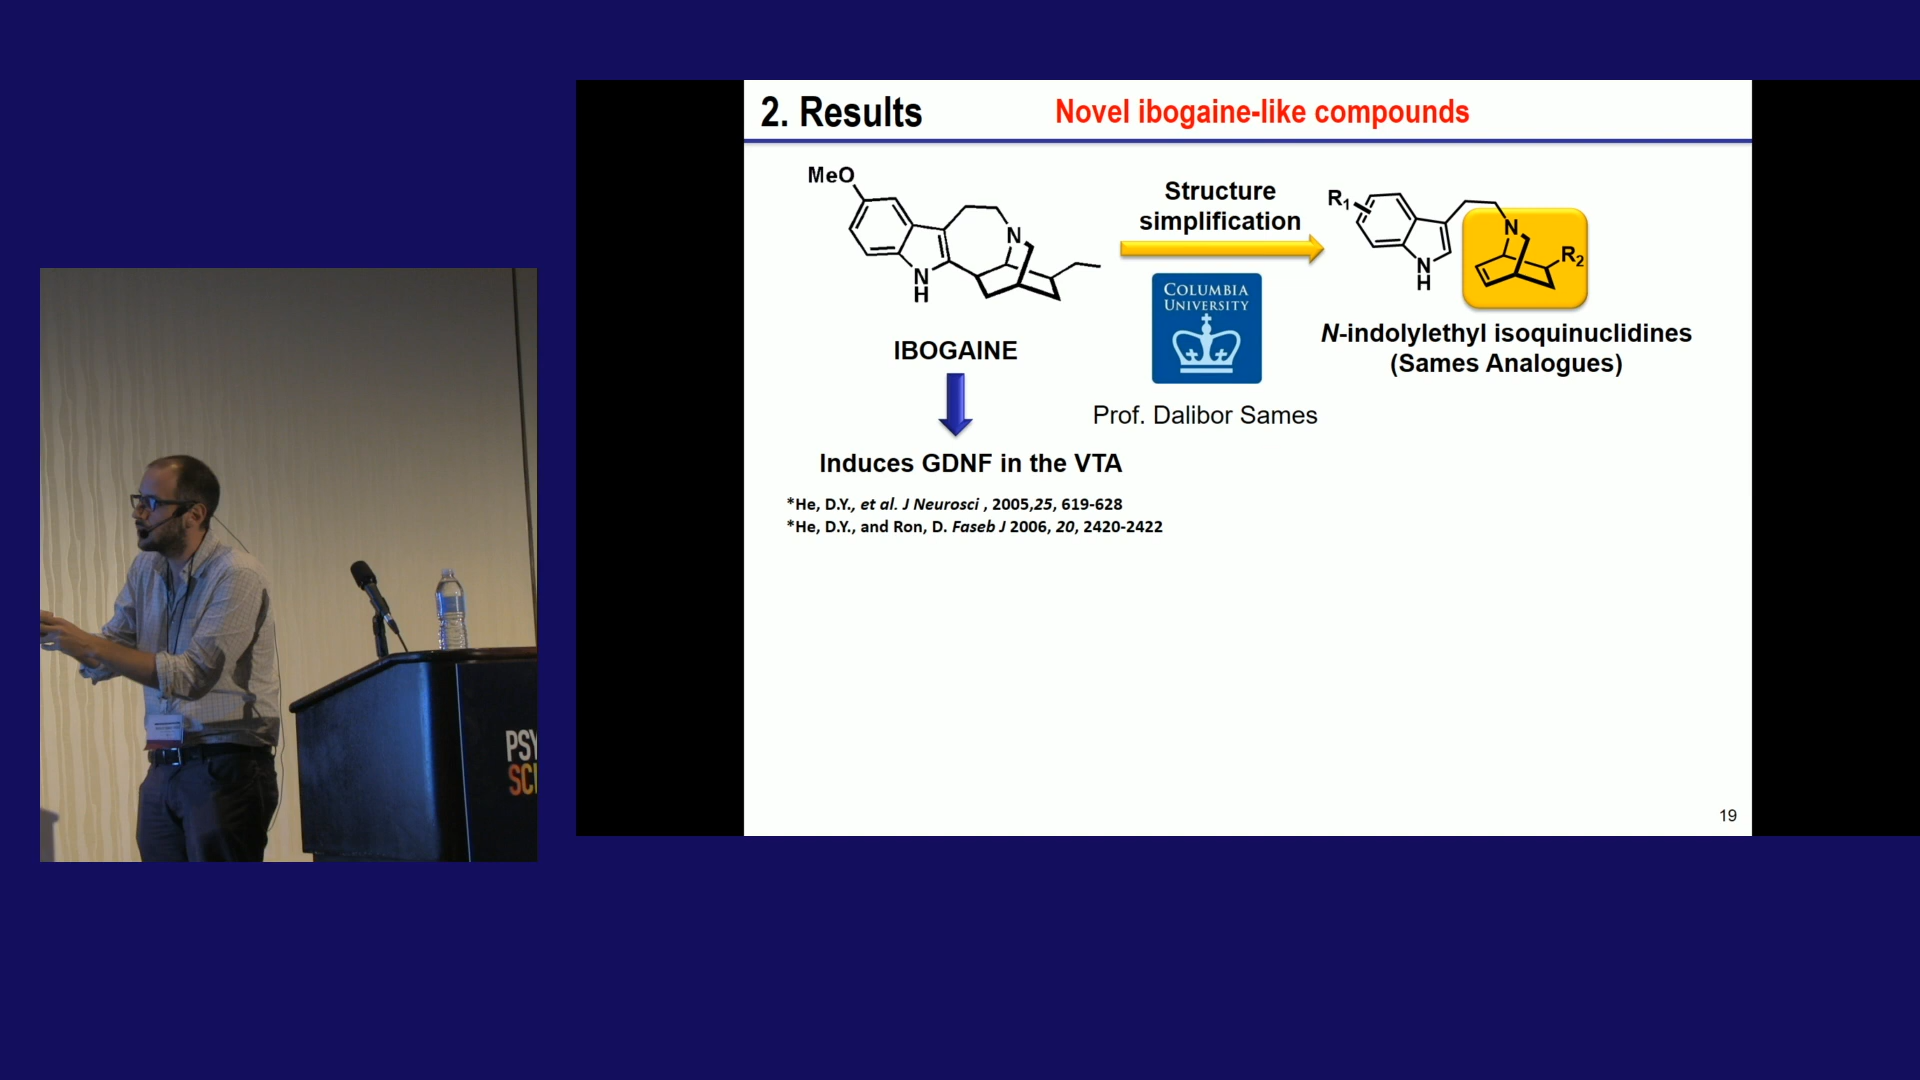 2. Results
Novel ibogaine-like compounds
MeO
N
N
H
IBOGAINE
Induces GDNF in the VTA
*He, D.Y., et al. J Neurosci , 2005,25, 619-628
*He, D.Y., and Ron, D. Faseb J 2006, 20, 2420-2422
Structure
simplification
COLUMBIA
UNIVERSITY
Prof. Dalibor Sames
R1
N
R2
N
H
N-indolylethyl isoquinuclidines
(Sames Analogues)
19
PSY
SCI